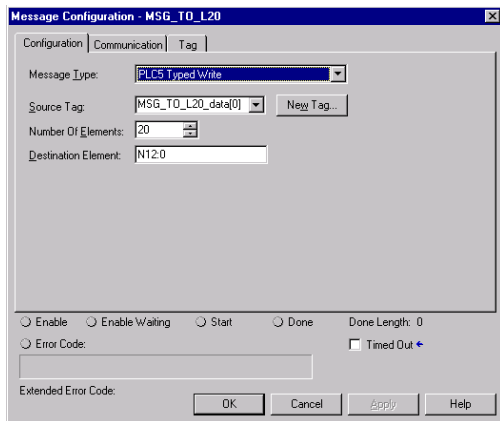 Message Configuration - MSG_TO_L20
Configuration Communication Tag
Message Type: PLC5 Typed Write
Source Tag: MSG_TO_L20_data[0] New Tag...
Number Of Elements: 20
Destination Element: N12:0
Enable Enable Waiting Start Done Done Length: 0
Error Code: Timed Out
Extended Error Code:
OK Cancel Apply Help